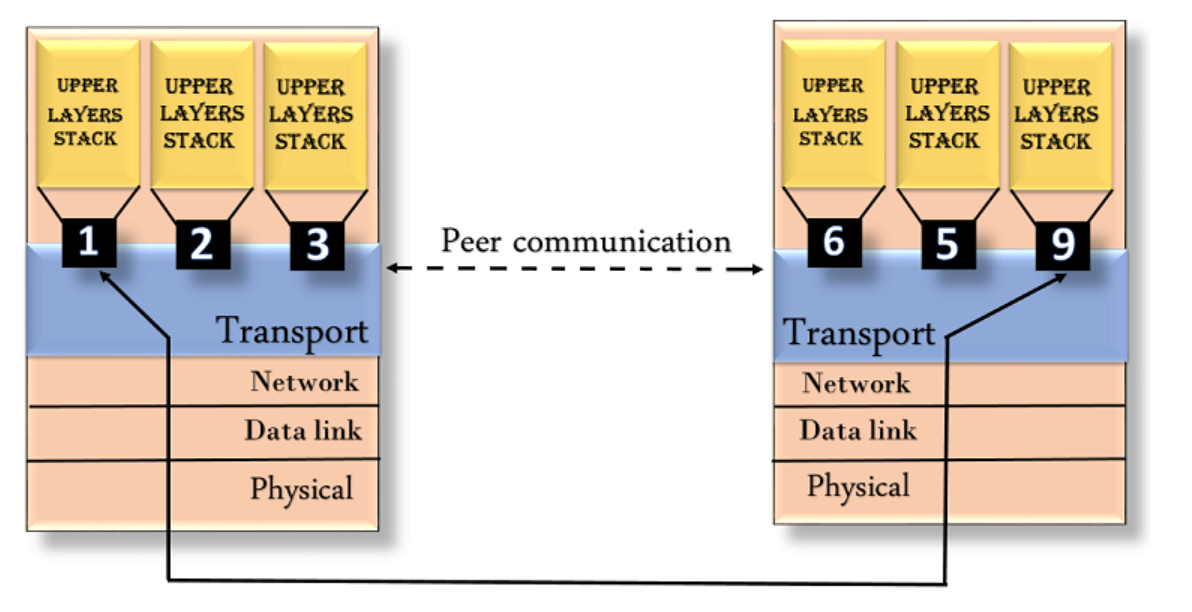 UPPER
LAYERS
STACK
UPPER
LAYERS
STACK
UPPER
LAYERS
STACK
1
2
3
Transport
Network
Data link
Physical
Peer communication
UPPER
LAYERS
STACK
UPPER
LAYERS
STACK
UPPER
LAYERS
STACK
6
5
9
Transport
Network
Data link
Physical